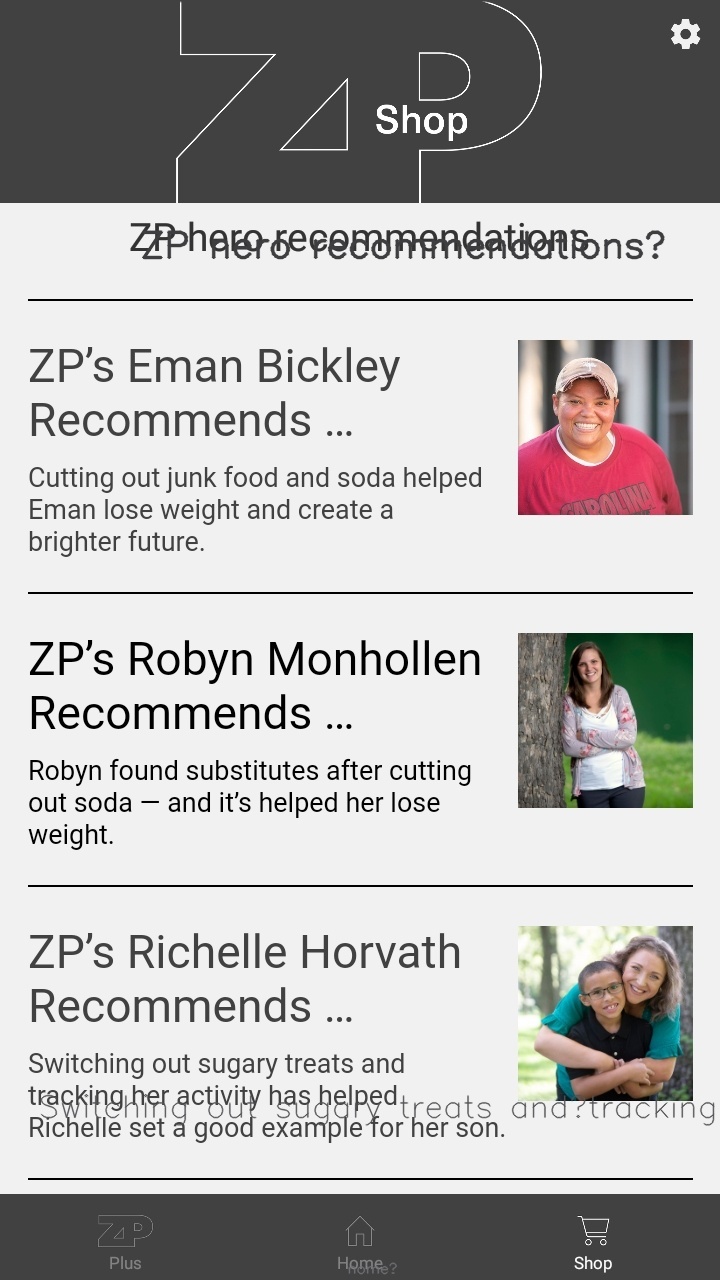 ZP
Shop
ZP hero recommendations
ZP hero recommendations?
ZP’s Eman Bickley
Recommends …
Cutting out junk food and soda helped
Eman lose weight and create a
brighter future.
CAROLINA
ZP’s Robyn Monhollen
Recommends …
Robyn found substitutes after cutting
out soda — and it’s helped her lose
weight.
ZP’s Richelle Horvath
Recommends …
Switching out sugary treats and
tracking her activity has helped
Switching out sugary treats and?tracking
Richelle set a good example for her son.
ZP
Plus
Home
home?
Shop